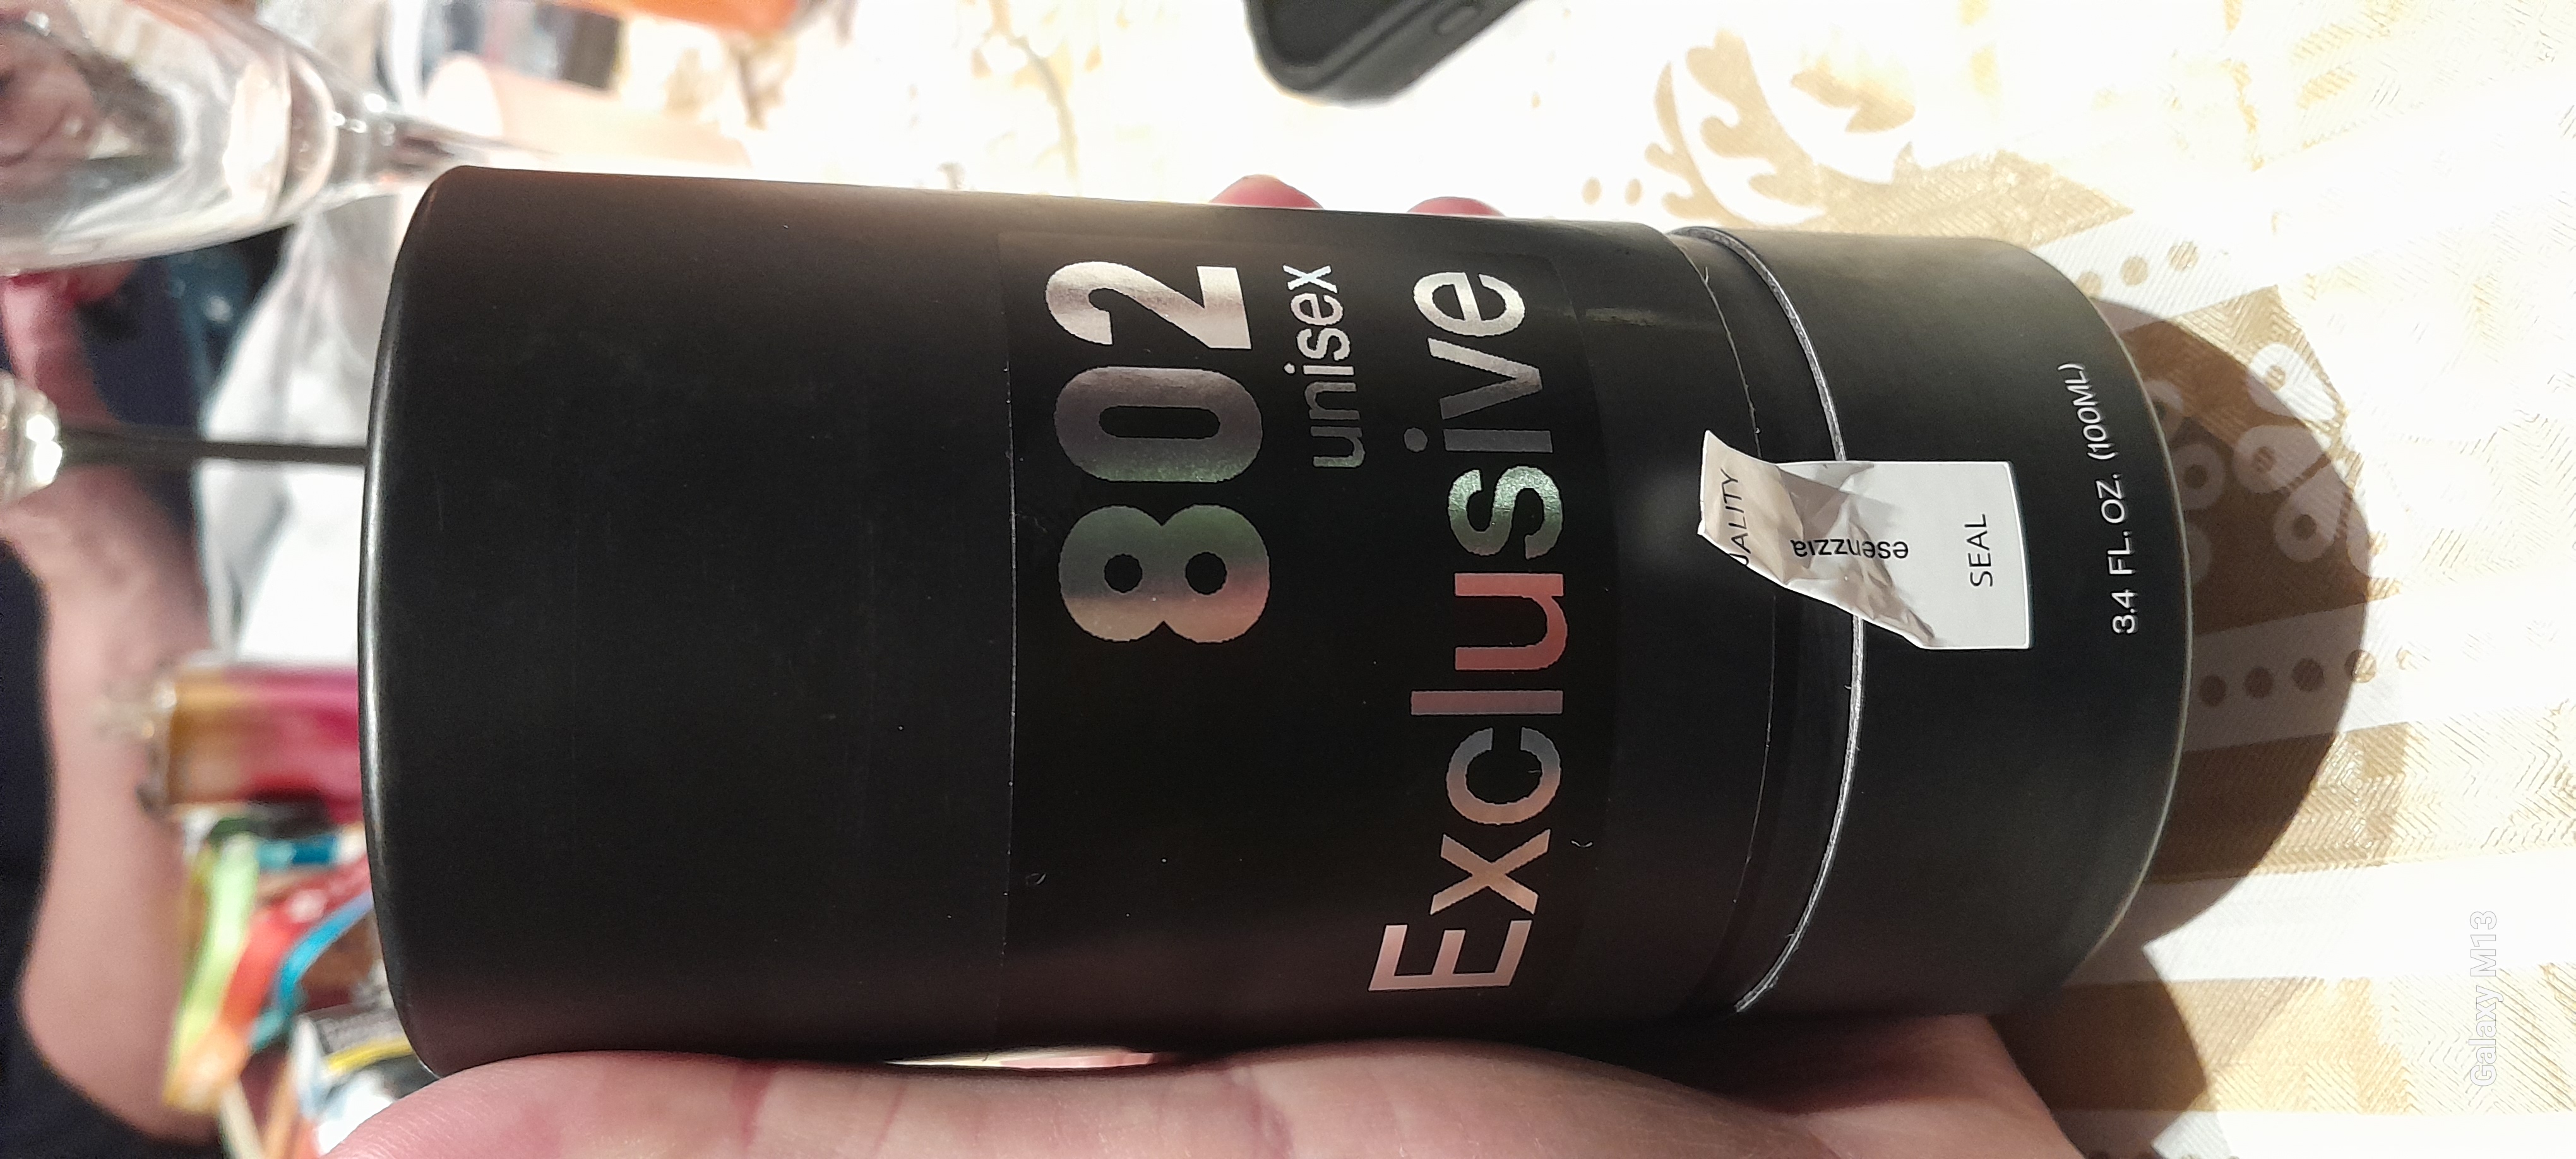 802
unisex
Exclusive
UALITY
esenzzia
SEAL
3.4 FL. OZ. (100ML)
Galaxy M13